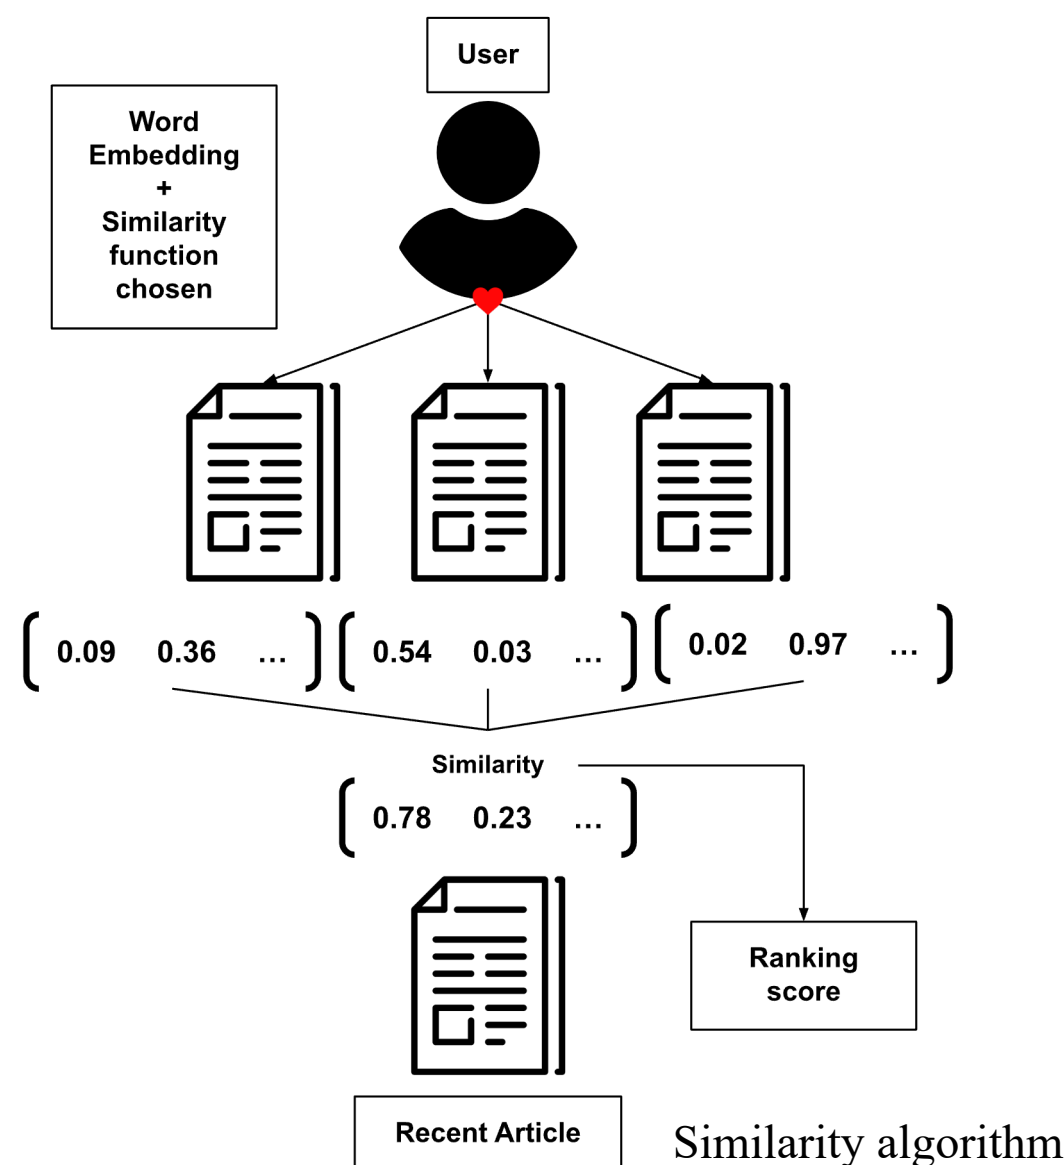 User
Word
Embedding
+
Similarity
function
chosen
0.09 0.36 ...
0.54 0.03 ...
0.02 0.97 ...
Similarity
0.78 0.23 ...
Ranking
score
Recent Article
Similarity algorithm